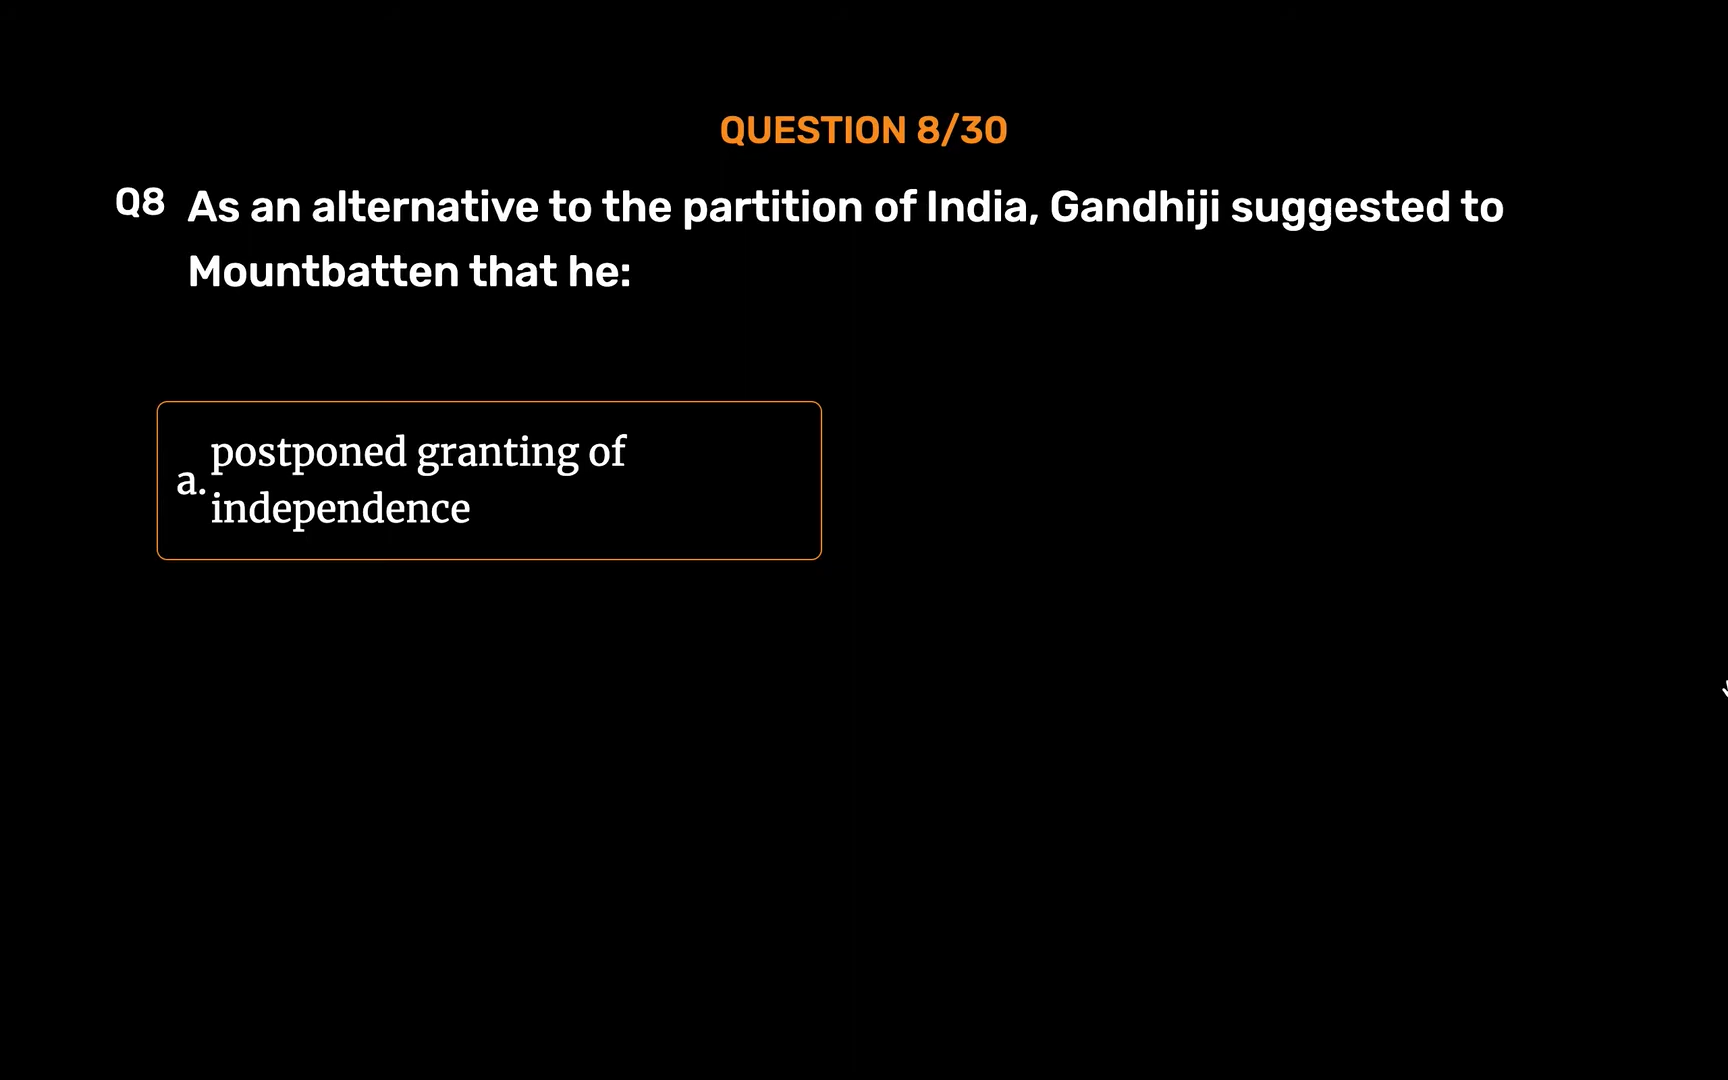 QUESTION 8/30
Q8 As an alternative to the partition of India, Gandhiji suggested to
Mountbatten that he:
a. postponed granting of
independence